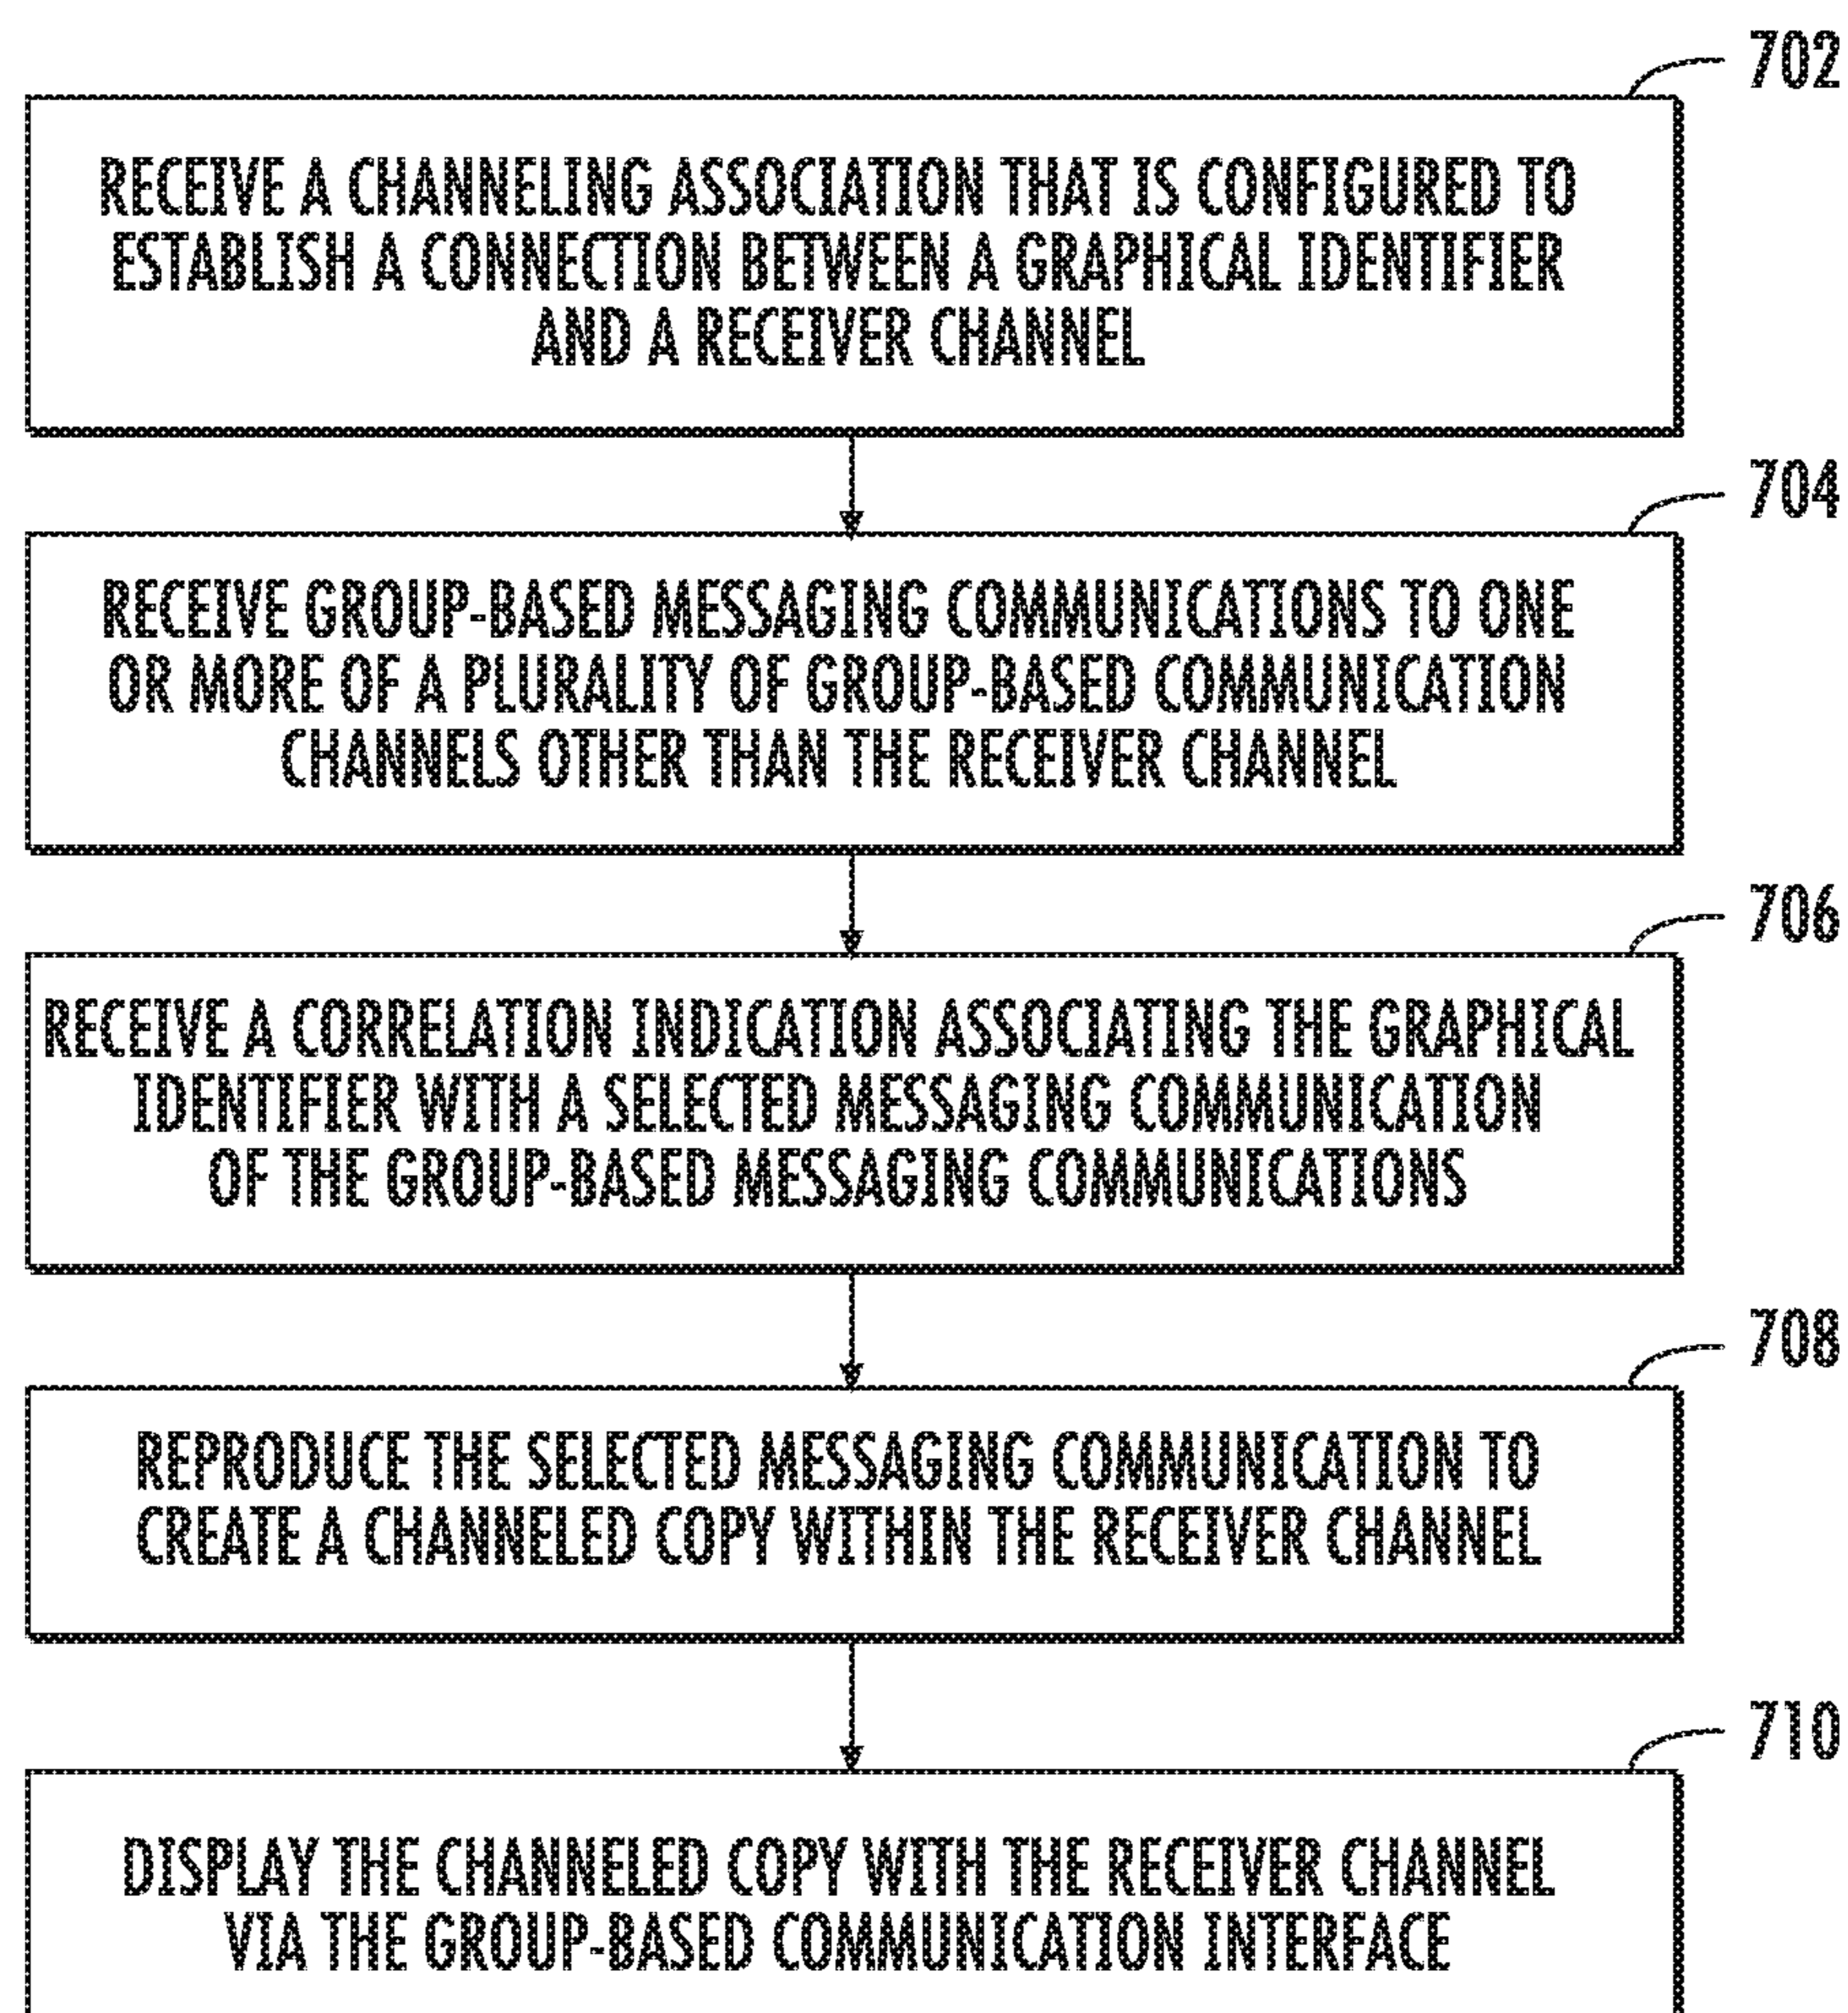 702
RECEIVE A CHANNELING ASSOCIATION THAT IS CONFIGURED TO
ESTABLISH A CONNECTION BETWEEN A GRAPHICAL IDENTIFIER
AND A RECEIVER CHANNEL
704
RECEIVE GROUP-BASED MESSAGING COMMUNICATIONS TO ONE
OR MORE OF A PLURALITY OF GROUP-BASED COMMUNICATION
CHANNELS OTHER THAN THE RECEIVER CHANNEL
706
RECEIVE A CORRELATION INDICATION ASSOCIATING THE GRAPHICAL
IDENTIFIER WITH A SELECTED MESSAGING COMMUNICATION
OF THE GROUP-BASED MESSAGING COMMUNICATIONS
708
REPRODUCE THE SELECTED MESSAGING COMMUNICATION TO
CREATE A CHANNELED COPY WITHIN THE RECEIVER CHANNEL
710
DISPLAY THE CHANNELED COPY WITH THE RECEIVER CHANNEL
VIA THE GROUP-BASED COMMUNICATION INTERFACE